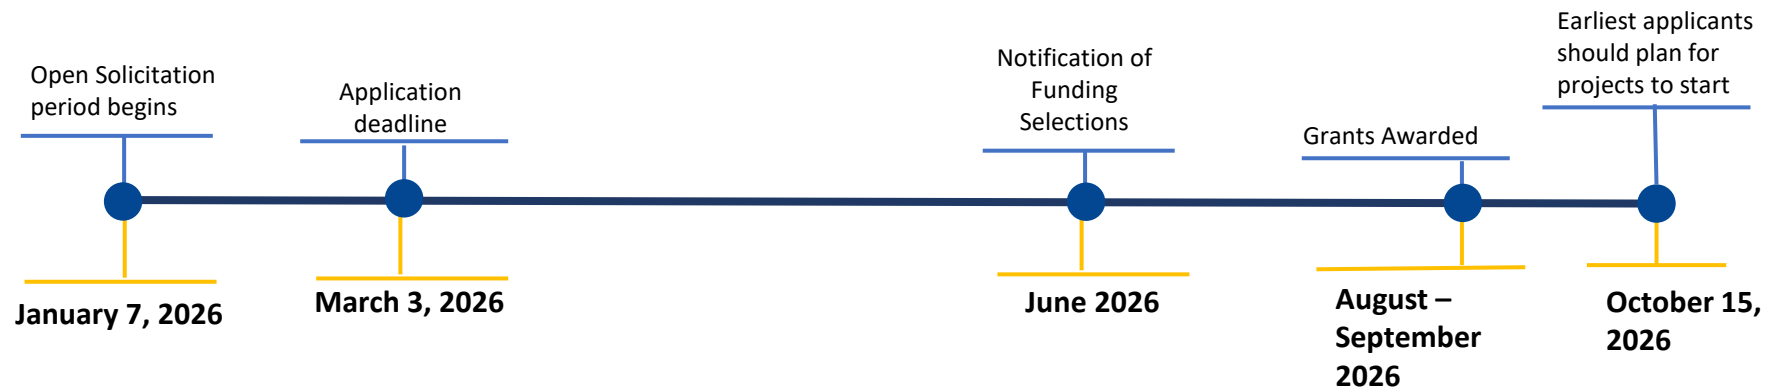 Open Solicitation
period begins
January 7, 2026
Application
deadline
March 3, 2026
Notification of
Funding
Selections
June 2026
Grants Awarded
August –
September
2026
Earliest applicants
should plan for
projects to start
October 15,
2026